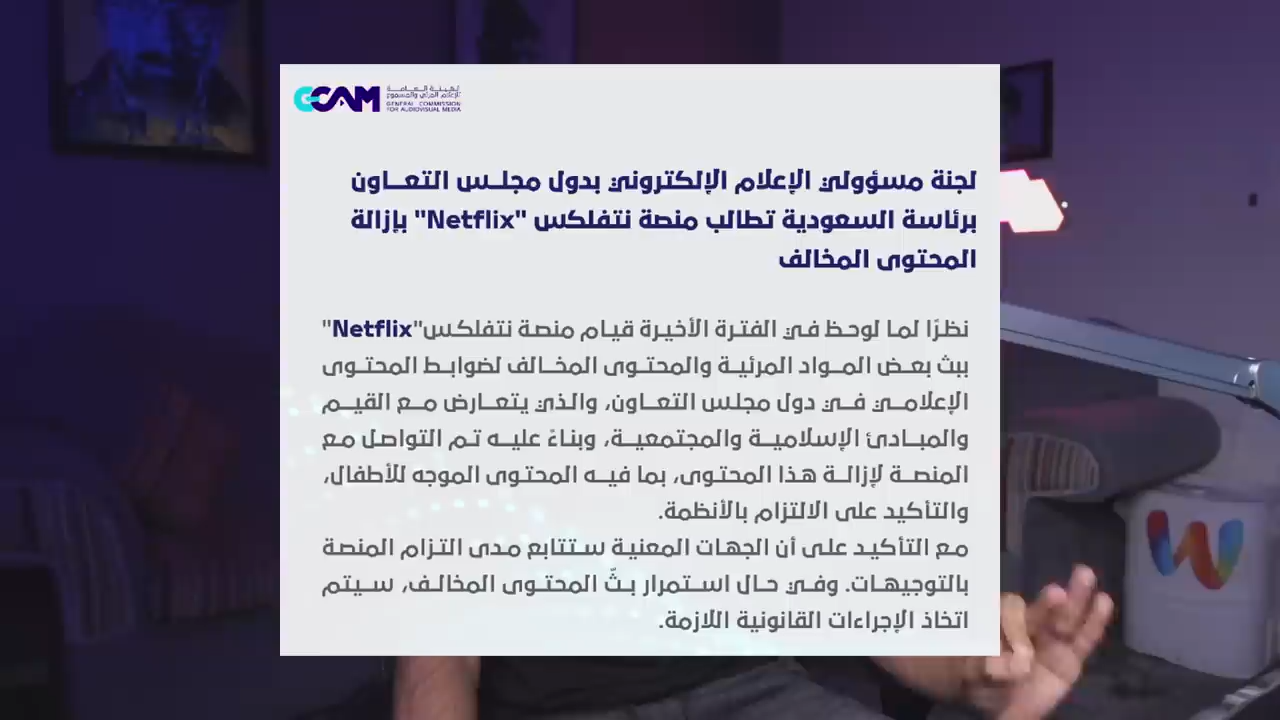 GCAM
الهيئة العامة
للإعلام المرئي والمسموع
GENERAL COMMISSION
FOR AUDIOVISUAL MEDIA
لجنة مسؤولي الإعلام الإلكتروني بدول مجلس التعاون
برئاسة السعودية تطالب منصة نتفلكس "Netflix" بإزالة
المحتوى المخالف
نظرًا لما لوحظ في الفترة الأخيرة قيام منصة نتفلكس"Netflix"
ببث بعض المواد المرئية والمحتوى المخالف لضوابط المحتوى
الإعلامي في دول مجلس التعاون، والذي يتعارض مع القيم
والمبادئ الإسلامية والمجتمعية، وبناءً عليه تم التواصل مع
المنصة لإزالة هذا المحتوى، بما فيه المحتوى الموجه للأطفال،
والتأكيد على الالتزام بالأنظمة.
مع التأكيد على أن الجهات المعنية ستتابع مدى التزام المنصة
بالتوجيهات. وفي حال استمرار بثّ المحتوى المخالف، سيتم
اتخاذ الإجراءات القانونية اللازمة.